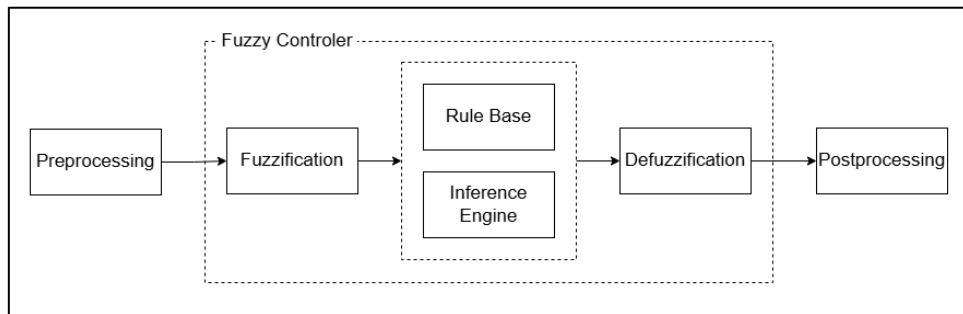 Fuzzy Controler
Preprocessing
Fuzzification
Rule Base
Inference
Engine
Defuzzification
Postprocessing